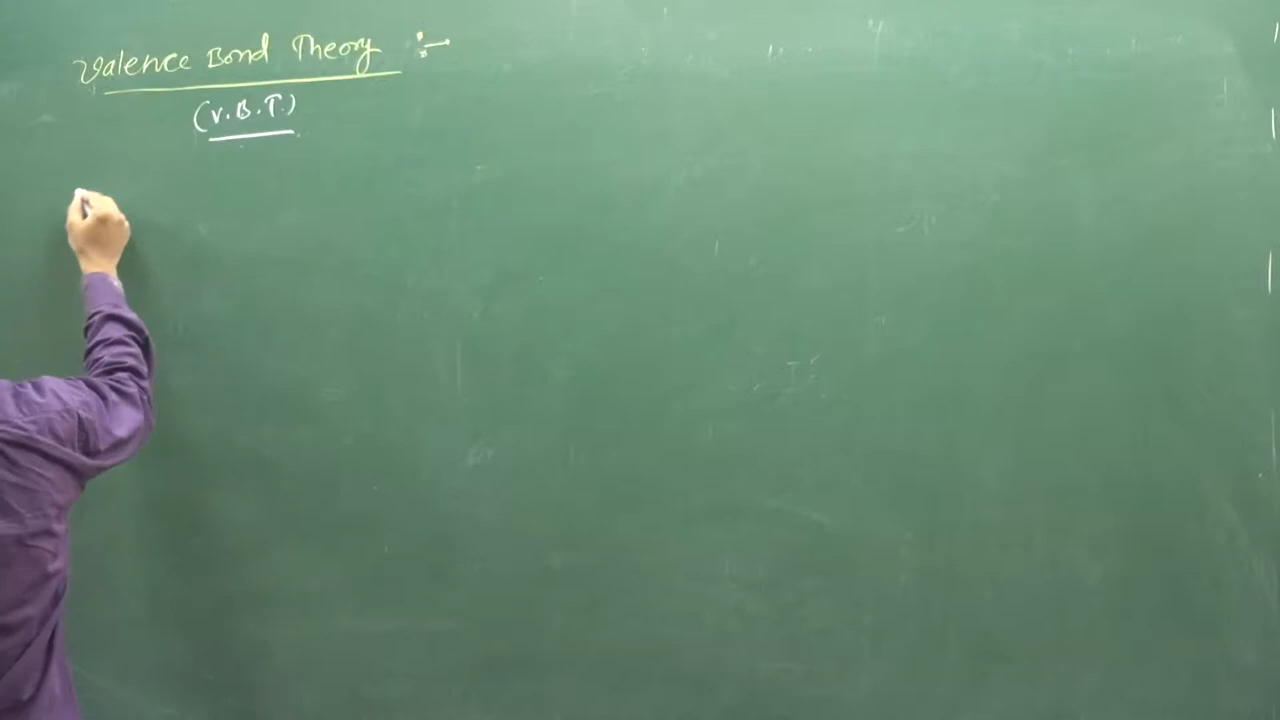 Valence Bond Theory :-
(V.B.T.)